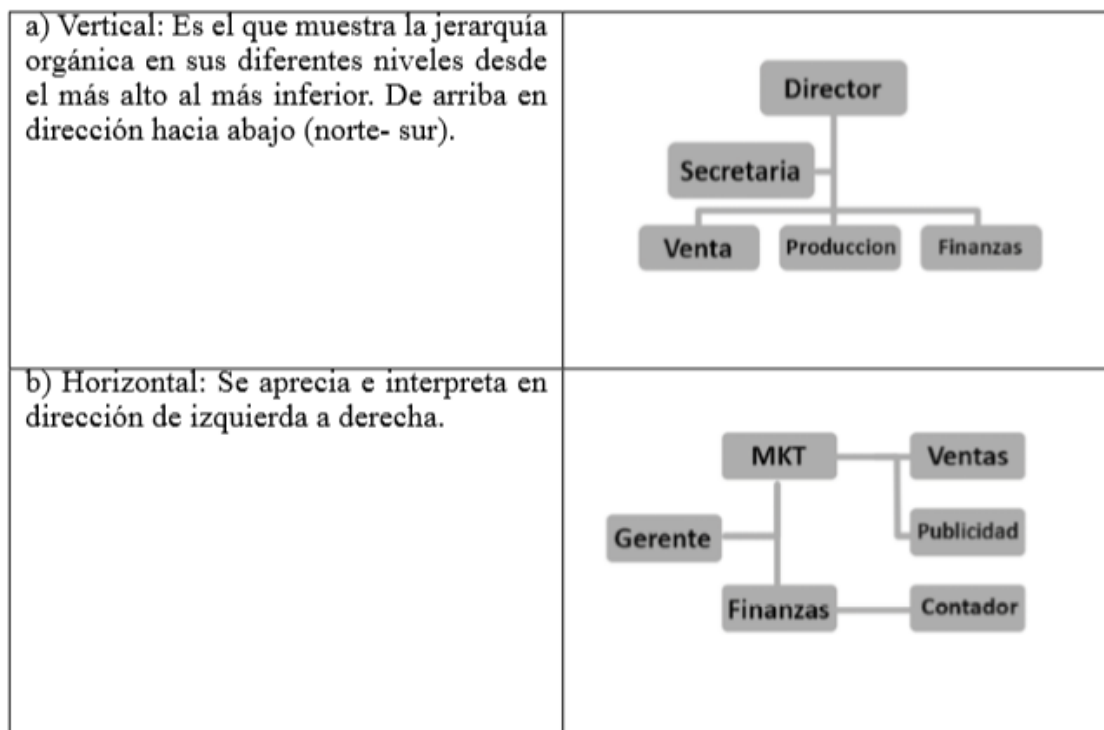 a) Vertical: Es el que muestra la jerarquía
orgánica en sus diferentes niveles desde
el más alto al más inferior. De arriba en
dirección hacia abajo (norte- sur).
Director
Secretaria
Venta
Produccion
Finanzas
b) Horizontal: Se aprecia e interpreta en
dirección de izquierda a derecha.
MKT
Ventas
Publicidad
Gerente
Finanzas
Contador